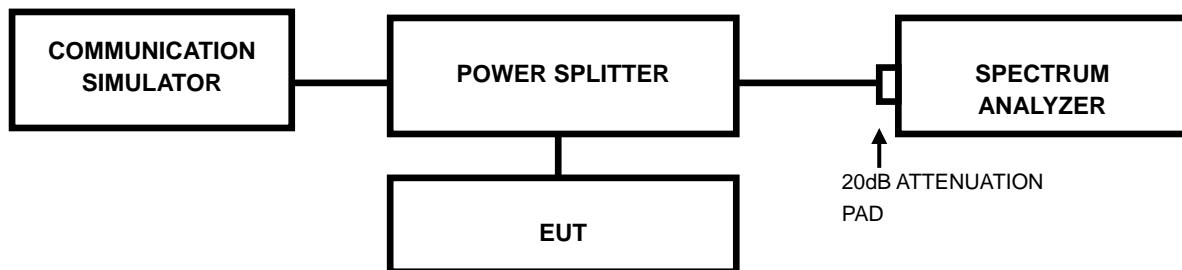 COMMUNICATION
SIMULATOR
POWER SPLITTER
SPECTRUM
ANALYZER
20dB ATTENUATION
PAD
EUT